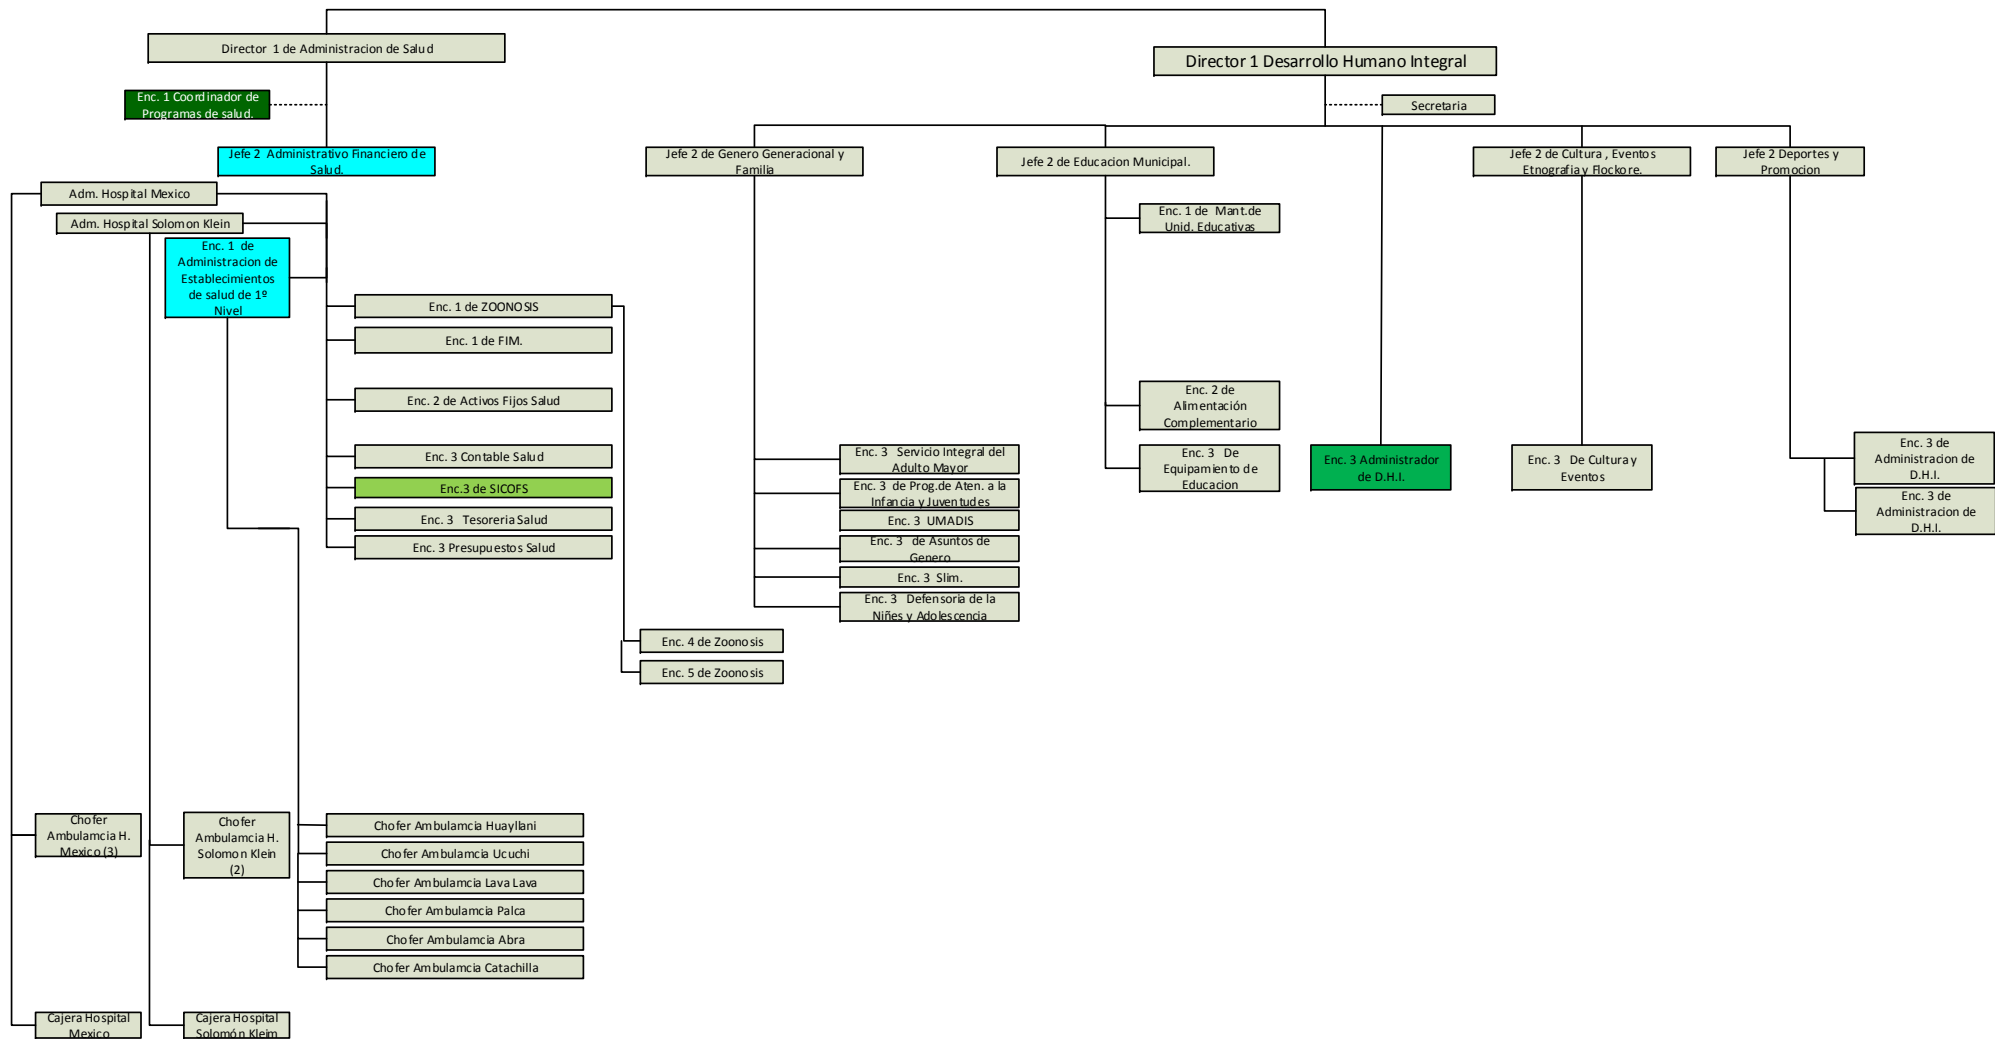 Director 1 de Administracion de Salud
Director 1 Desarrollo Humano Integral
Enc. 1 Coordinador de
Programas de salud.
Secretaria
Jefe 2 Administrativo Financiero de
Salud.
Jefe 2 de Genero Generacional y
Familia
Jefe 2 de Educacion Municipal.
Jefe 2 de Cultura , Eventos
Etnografia y Flockore.
Jefe 2 Deportes y
Promocion
Adm. Hospital Mexico
Adm. Hospital Solomon Klein
Enc. 1 de
Administracion de
Establecimientos
de salud de 1º
Nivel
Enc. 1 de Mant.de
Unid. Educativas
Enc. 1 de ZOONOSIS
Enc. 1 de FIM.
Enc. 2 de Activos Fijos Salud
Enc. 3 Contable Salud
Enc.3 de SICOFS
Enc. 3 Tesoreria Salud
Enc. 3 Presupuestos Salud
Enc. 2 de
Alimentación
Complementario
Enc. 3 De
Equipamiento de
Educacion
Enc. 3 Servicio Integral del
Adulto Mayor
Enc. 3 de Prog.de Aten. a la
Infancia y Juventudes
Enc. 3 UMADIS
Enc. 3 de Asuntos de
Genero
Enc. 3 Slim.
Enc. 3 Defensoria de la
Niñes y Adolescencia
Enc. 3 Administrador
de D.H.I.
Enc. 3 De Cultura y
Eventos
Enc. 3 de
Administracion de
D.H.I.
Enc. 3 de
Administracion de
D.H.I.
Enc. 4 de Zoonosis
Enc. 5 de Zoonosis
Chofer
Ambulamcia H.
Mexico (3)
Chofer
Ambulamcia H.
Solomon Klein
(2)
Chofer Ambulamcia Huayllani
Chofer Ambulamcia Ucuchi
Chofer Ambulamcia Lava Lava
Chofer Ambulamcia Palca
Chofer Ambulamcia Abra
Chofer Ambulamcia Catachilla
Cajera Hospital
Mexico
Cajera Hospital
Solomón Kleim